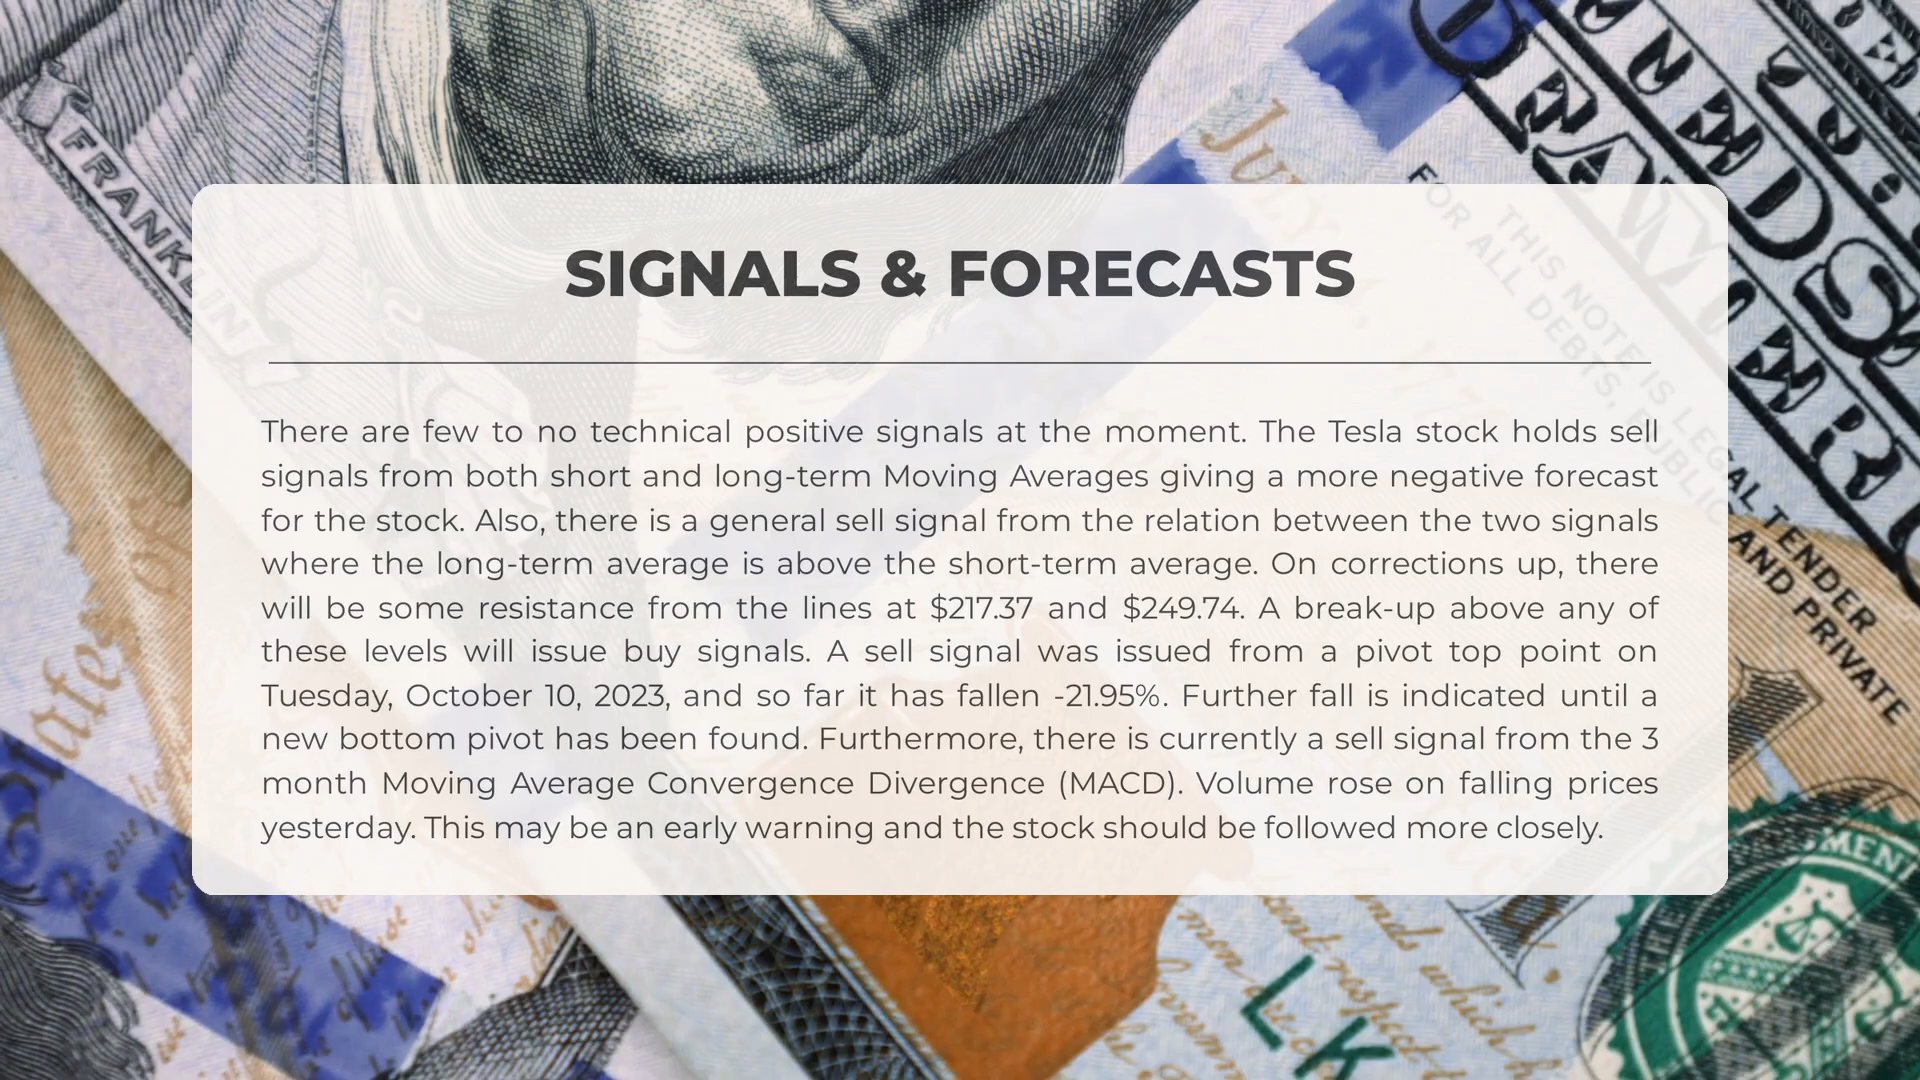 FRANKLIN
JULY
THIS NOTE IS LEGAL TENDER
FOR ALL DEBTS, PUBLIC AND PRIVATE
SIGNALS & FORECASTS
There are few to no technical positive signals at the moment. The Tesla stock holds sell
signals from both short and long-term Moving Averages giving a more negative forecast
for the stock. Also, there is a general sell signal from the relation between the two signals
where the long-term average is above the short-term average. On corrections up, there
will be some resistance from the lines at $217.37 and $249.74. A break-up above any of
these levels will issue buy signals. A sell signal was issued from a pivot top point on
Tuesday, October 10, 2023, and so far it has fallen -21.95%. Further fall is indicated until a
new bottom pivot has been found. Furthermore, there is currently a sell signal from the 3
month Moving Average Convergence Divergence (MACD). Volume rose on falling prices
yesterday. This may be an early warning and the stock should be followed more closely.
L K